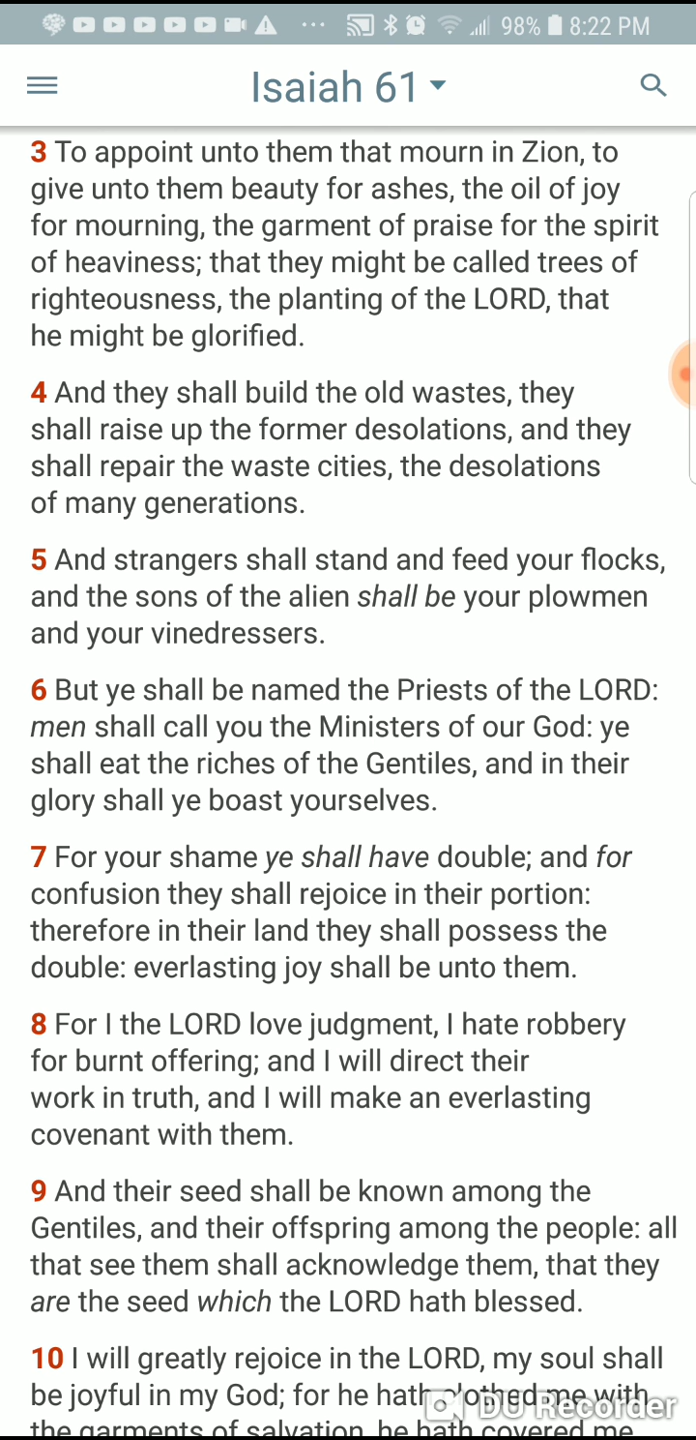 98% 8:22 PM
Isaiah 61
3 To appoint unto them that mourn in Zion, to
give unto them beauty for ashes, the oil of joy
for mourning, the garment of praise for the spirit
of heaviness; that they might be called trees of
righteousness, the planting of the LORD, that
he might be glorified.
4 And they shall build the old wastes, they
shall raise up the former desolations, and they
shall repair the waste cities, the desolations
of many generations.
5 And strangers shall stand and feed your flocks,
and the sons of the alien shall be your plowmen
and your vinedressers.
6 But ye shall be named the Priests of the LORD:
men shall call you the Ministers of our God: ye
shall eat the riches of the Gentiles, and in their
glory shall ye boast yourselves.
7 For your shame ye shall have double; and for
confusion they shall rejoice in their portion:
therefore in their land they shall possess the
double: everlasting joy shall be unto them.
8 For I the LORD love judgment, I hate robbery
for burnt offering; and I will direct their
work in truth, and I will make an everlasting
covenant with them.
9 And their seed shall be known among the
Gentiles, and their offspring among the people: all
that see them shall acknowledge them, that they
are the seed which the LORD hath blessed.
10 I will greatly rejoice in the LORD, my soul shall
be joyful in my God; for he hath clothed me with
DU Recorder
the garments of salvation, he hath covered me